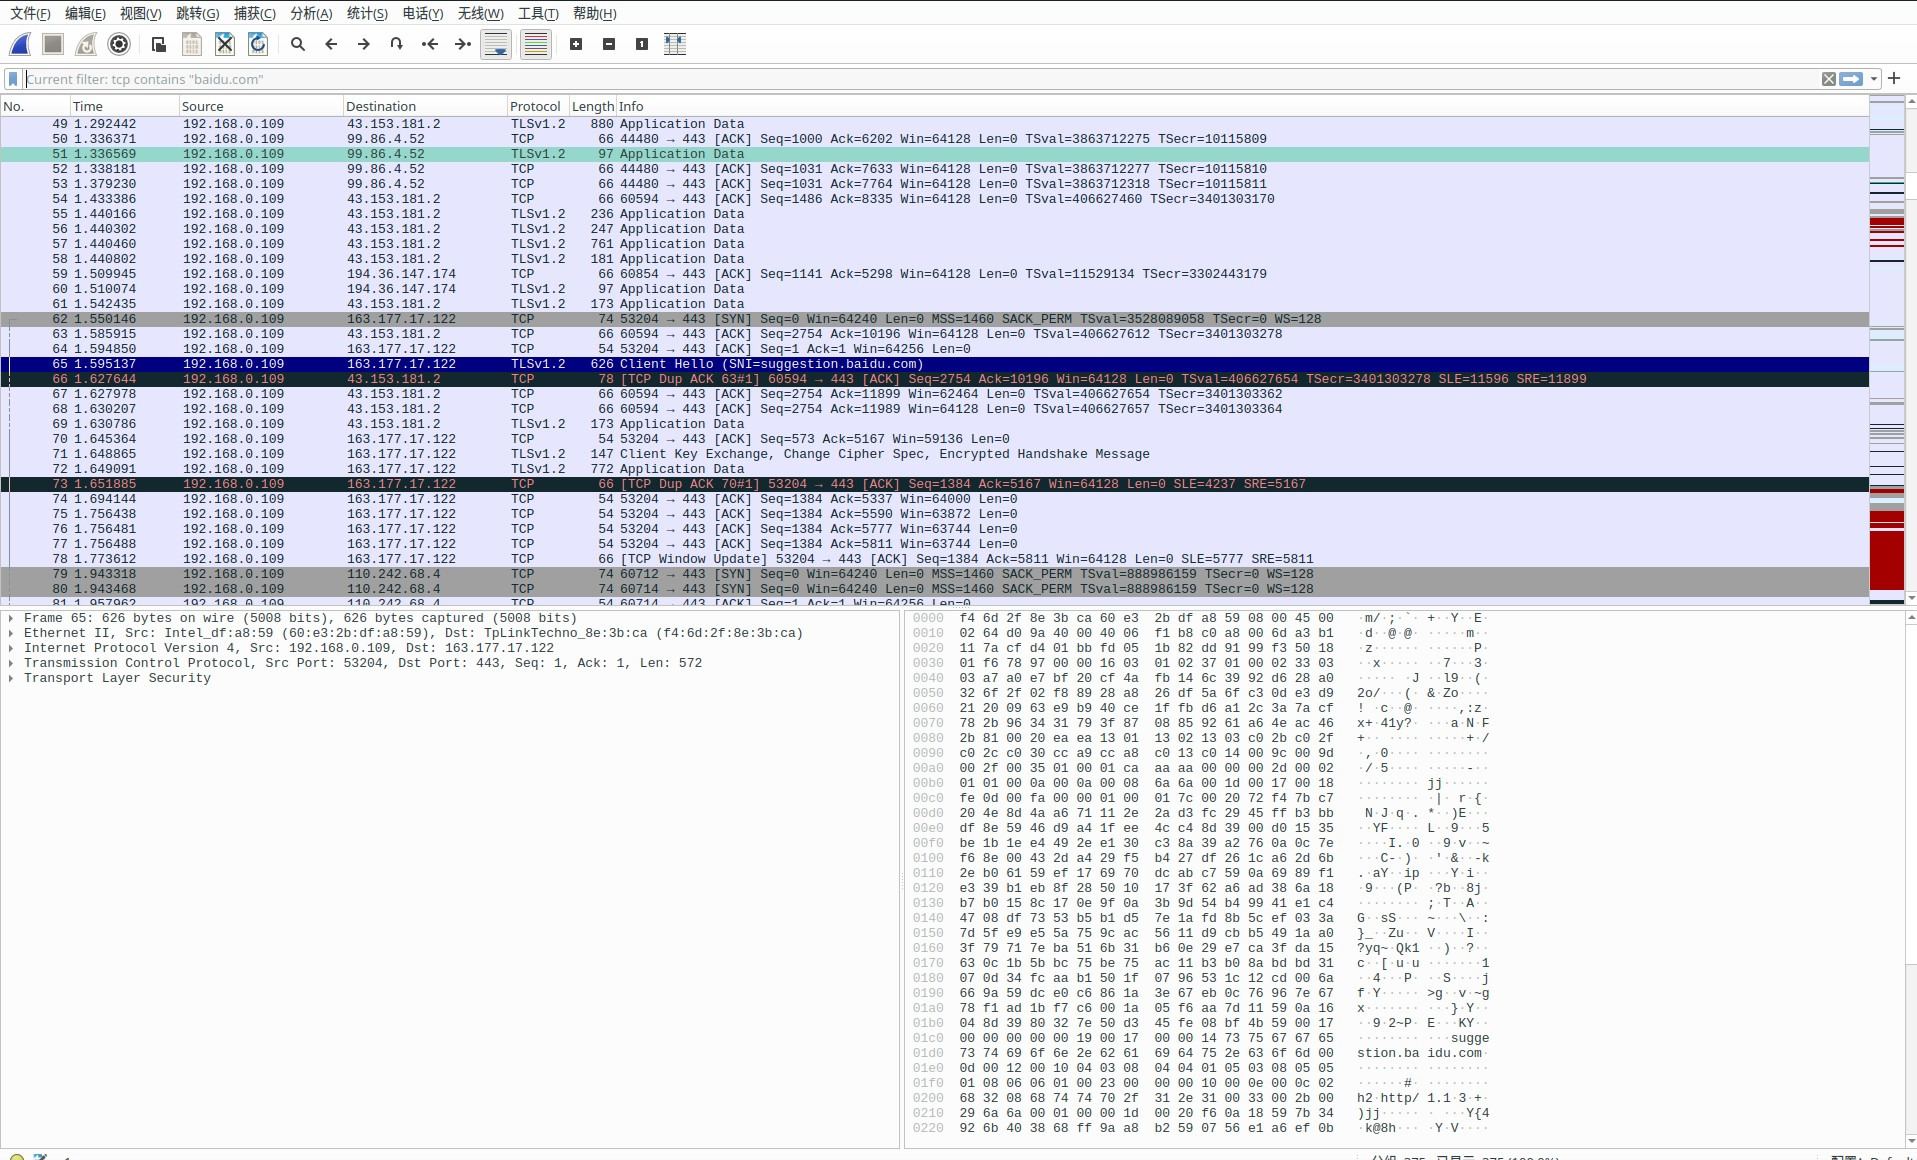 文件(F) 编辑(E) 视图(V) 跳转(G) 捕获(C) 分析(A) 统计(S) 电话(Y) 无线(W) 工具(T) 帮助(H)
Current filter: tcp contains "baidu.com"
No. Time Source Destination Protocol Length Info
49 1.292442 192.168.0.109 43.153.181.2 TLSv1.2 880 Application Data
50 1.336371 192.168.0.109 99.86.4.52 TCP 66 44480 → 443 [ACK] Seq=1000 Ack=6202 Win=64128 Len=0 TSval=3863712275 TSecr=10115809
51 1.336569 192.168.0.109 99.86.4.52 TLSv1.2 97 Application Data
52 1.338181 192.168.0.109 99.86.4.52 TCP 66 44480 → 443 [ACK] Seq=1031 Ack=7633 Win=64128 Len=0 TSval=3863712277 TSecr=10115810
53 1.379230 192.168.0.109 99.86.4.52 TCP 66 44480 → 443 [ACK] Seq=1031 Ack=7764 Win=64128 Len=0 TSval=3863712318 TSecr=10115811
54 1.433386 192.168.0.109 43.153.181.2 TCP 66 60594 → 443 [ACK] Seq=1486 Ack=8335 Win=64128 Len=0 TSval=406627460 TSecr=3401303170
55 1.440166 192.168.0.109 43.153.181.2 TLSv1.2 236 Application Data
56 1.440302 192.168.0.109 43.153.181.2 TLSv1.2 247 Application Data
57 1.440460 192.168.0.109 43.153.181.2 TLSv1.2 761 Application Data
58 1.440802 192.168.0.109 43.153.181.2 TLSv1.2 181 Application Data
59 1.509945 192.168.0.109 194.36.147.174 TCP 66 60854 → 443 [ACK] Seq=1141 Ack=5298 Win=64128 Len=0 TSval=11529134 TSecr=3302443179
60 1.510074 192.168.0.109 194.36.147.174 TLSv1.2 97 Application Data
61 1.542435 192.168.0.109 43.153.181.2 TLSv1.2 173 Application Data
62 1.550146 192.168.0.109 163.177.17.122 TCP 74 53204 → 443 [SYN] Seq=0 Win=64240 Len=0 MSS=1460 SACK_PERM TSval=3528089058 TSecr=0 WS=128
63 1.585915 192.168.0.109 43.153.181.2 TCP 66 60594 → 443 [ACK] Seq=2754 Ack=10196 Win=64128 Len=0 TSval=406627612 TSecr=3401303278
64 1.594850 192.168.0.109 163.177.17.122 TCP 54 53204 → 443 [ACK] Seq=1 Ack=1 Win=64256 Len=0
65 1.595137 192.168.0.109 163.177.17.122 TLSv1.2 626 Client Hello (SNI=suggestion.baidu.com)
66 1.627644 192.168.0.109 43.153.181.2 TCP 78 [TCP Dup ACK 63#1] 60594 → 443 [ACK] Seq=2754 Ack=10196 Win=64128 Len=0 TSval=406627654 TSecr=3401303278 SLE=11596 SRE=11899
67 1.627978 192.168.0.109 43.153.181.2 TCP 66 60594 → 443 [ACK] Seq=2754 Ack=11899 Win=62464 Len=0 TSval=406627654 TSecr=3401303362
68 1.630207 192.168.0.109 43.153.181.2 TCP 66 60594 → 443 [ACK] Seq=2754 Ack=11989 Win=64128 Len=0 TSval=406627657 TSecr=3401303364
69 1.630786 192.168.0.109 43.153.181.2 TLSv1.2 173 Application Data
70 1.645364 192.168.0.109 163.177.17.122 TCP 54 53204 → 443 [ACK] Seq=573 Ack=5167 Win=59136 Len=0
71 1.648865 192.168.0.109 163.177.17.122 TLSv1.2 147 Client Key Exchange, Change Cipher Spec, Encrypted Handshake Message
72 1.649091 192.168.0.109 163.177.17.122 TLSv1.2 772 Application Data
73 1.651885 192.168.0.109 163.177.17.122 TCP 66 [TCP Dup ACK 70#1] 53204 → 443 [ACK] Seq=1384 Ack=5167 Win=64128 Len=0 SLE=4237 SRE=5167
74 1.694144 192.168.0.109 163.177.17.122 TCP 54 53204 → 443 [ACK] Seq=1384 Ack=5337 Win=64000 Len=0
75 1.756438 192.168.0.109 163.177.17.122 TCP 54 53204 → 443 [ACK] Seq=1384 Ack=5590 Win=63872 Len=0
76 1.756481 192.168.0.109 163.177.17.122 TCP 54 53204 → 443 [ACK] Seq=1384 Ack=5777 Win=63744 Len=0
77 1.756488 192.168.0.109 163.177.17.122 TCP 54 53204 → 443 [ACK] Seq=1384 Ack=5811 Win=63744 Len=0
78 1.773612 192.168.0.109 163.177.17.122 TCP 66 [TCP Window Update] 53204 → 443 [ACK] Seq=1384 Ack=5811 Win=64128 Len=0 SLE=5777 SRE=5811
79 1.943318 192.168.0.109 110.242.68.4 TCP 74 60712 → 443 [SYN] Seq=0 Win=64240 Len=0 MSS=1460 SACK_PERM TSval=888986159 TSecr=0 WS=128
80 1.943468 192.168.0.109 110.242.68.4 TCP 74 60714 → 443 [SYN] Seq=0 Win=64240 Len=0 MSS=1460 SACK_PERM TSval=888986159 TSecr=0 WS=128
81 1.957962 192.168.0.109 110.242.68.4 TCP 54 60714 → 443 [ACK] Seq=1 Ack=1 Win=64256 Len=0
Frame 65: 626 bytes on wire (5008 bits), 626 bytes captured (5008 bits)
Ethernet II, Src: Intel_df:a8:59 (60:e3:2b:df:a8:59), Dst: TpLinkTechno_8e:3b:ca (f4:6d:2f:8e:3b:ca)
Internet Protocol Version 4, Src: 192.168.0.109, Dst: 163.177.17.122
Transmission Control Protocol, Src Port: 53204, Dst Port: 443, Seq: 1, Ack: 1, Len: 572
Transport Layer Security
0000 f4 6d 2f 8e 3b ca 60 e3 2b df a8 59 08 00 45 00 ·m/·;·`· +··Y··E·
0010 02 64 d0 9a 40 00 40 06 f1 b8 c0 a8 00 6d a3 b1 ·d··@·@· ·····m··
0020 11 7a cf d4 01 bb fd 05 1b 82 dd 91 99 f3 50 18 ·z······ ······P·
0030 01 f6 78 97 00 00 16 03 01 02 37 01 00 02 33 03 ··x····· ··7···3·
0040 03 a7 a0 e7 bf 20 cf 4a fb 14 6c 39 92 d6 28 a0 ····· ·J ··l9··(·
0050 32 6f 2f 02 f8 89 28 a8 26 df 5a 6f c3 0d e3 d9 2o/···(· &·Zo····
0060 21 20 09 63 e9 b9 40 ce 1f fb d6 a1 2c 3a 7a cf ! ·c··@· ····,:z·
0070 78 2b 96 34 31 79 3f 87 08 85 92 61 a6 4e ac 46 x+·41y?· ···a·N·F
0080 2b 81 00 20 ea ea 13 01 13 02 13 03 c0 2b c0 2f +·· ···· ·····+·/
0090 c0 2c c0 30 cc a9 cc a8 c0 13 c0 14 00 9c 00 9d ·,·0···· ········
00a0 00 2f 00 35 01 00 01 ca aa aa 00 00 00 2d 00 02 ·/·5···· ·····-··
00b0 01 01 00 0a 00 0a 00 08 6a 6a 00 1d 00 17 00 18 ········ jj······
00c0 fe 0d 00 fa 00 00 01 00 01 7c 00 20 72 f4 7b c7 ········ ·|· r·{·
00d0 20 4e 8d 4a a6 71 11 2e 2a d3 fc 29 45 ff b3 bb  N·J·q·. *··)E···
00e0 df 8e 59 46 d9 a4 1f ee 4c c4 8d 39 00 d0 15 35 ··YF···· L··9···5
00f0 be 1b 1e e4 49 2e e1 30 c3 8a 39 a2 76 0a 0c 7e ····I.·0 ··9·v··~
0100 f6 8e 00 43 2d a4 29 f5 b4 27 df 26 1c a6 2d 6b ···C-·)· ·'·&··-k
0110 2e b0 61 59 ef 17 69 70 dc ab c7 59 0a 69 89 f1 .·aY··ip ···Y·i··
0120 e3 39 b1 eb 8f 28 50 10 17 3f 62 a6 ad 38 6a 18 ·9···(P· ·?b··8j·
0130 b7 b0 15 8c 17 0e 9f 0a 3b 9d 54 b4 99 41 e1 c4 ········ ;·T··A··
0140 47 08 df 73 53 b5 b1 d5 7e 1a fd 8b 5c ef 03 3a G··sS··· ~···\··:
0150 7d 5f e9 e5 5a 75 9c ac 56 11 d9 cb b5 49 1a a0 }_··Zu·· V····I··
0160 3f 79 71 7e ba 51 6b 31 b6 0e 29 e7 ca 3f da 15 ?yq~·Qk1 ··)··?··
0170 63 0c 1b 5b bc 75 be 75 ac 11 b3 b0 8a bd bd 31 c··[·u·u ·······1
0180 07 0d 34 fc aa b1 50 1f 07 96 53 1c 12 cd 00 6a ··4···P· ··S····j
0190 66 9a 59 dc e0 c6 86 1a 3e 67 eb 0c 76 96 7e 67 f·Y····· >g··v·~g
01a0 78 f1 ad 1b f7 c6 00 1a 05 f6 aa 7d 11 59 0a 16 x······· ···}·Y··
01b0 04 8d 39 80 32 7e 50 d3 45 fe 08 bf 4b 59 00 17 ··9·2~P· E···KY··
01c0 00 00 00 00 00 19 00 17 00 00 14 73 75 67 67 65 ········ ···sugge
01d0 73 74 69 6f 6e 2e 62 61 69 64 75 2e 63 6f 6d 00 stion.ba idu.com·
01e0 0d 00 12 00 10 04 03 08 04 04 01 05 03 08 05 05 ········ ········
01f0 01 08 06 06 01 00 23 00 00 00 10 00 0e 00 0c 02 ······#· ········
0200 68 32 08 68 74 74 70 2f 31 2e 31 00 33 00 2b 00 h2·http/ 1.1·3·+·
0210 29 6a 6a 00 01 00 00 1d 00 20 f6 0a 18 59 7b 34 )jj····· · ···Y{4
0220 92 6b 40 38 68 ff 9a a8 b2 59 07 56 e1 a6 ef 0b ·k@8h··· ·Y·V····